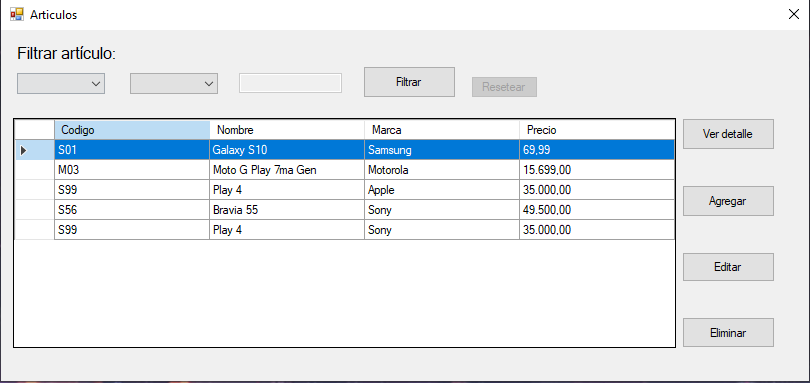 Articulos
Filtrar artículo:
Filtrar
Resetear
Codigo Nombre Marca Precio
S01 Galaxy S10 Samsung 69,99
M03 Moto G Play 7ma Gen Motorola 15.699,00
S99 Play 4 Apple 35.000,00
S56 Bravia 55 Sony 49.500,00
S99 Play 4 Sony 35.000,00
Ver detalle
Agregar
Editar
Eliminar